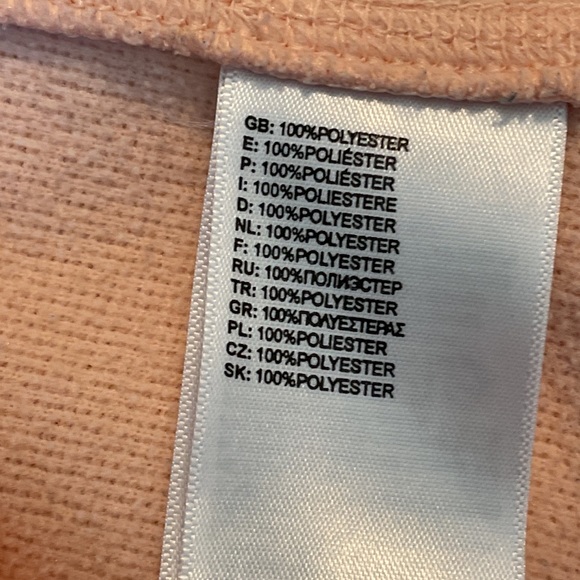 GB: 100%POLYESTER
E: 100%POLIÉSTER
P: 100%POLIÉSTER
I: 100%POLIESTERE
D: 100%POLYESTER
NL: 100%POLYESTER
F: 100%POLYESTER
RU: 100%ПОЛИЭСТЕР
TR: 100%POLYESTER
GR: 100%ΠΟΛΥΕΣΤΕΡΑΣ
PL: 100%POLIESTER
CZ: 100%POLYESTER
SK: 100%POLYESTER